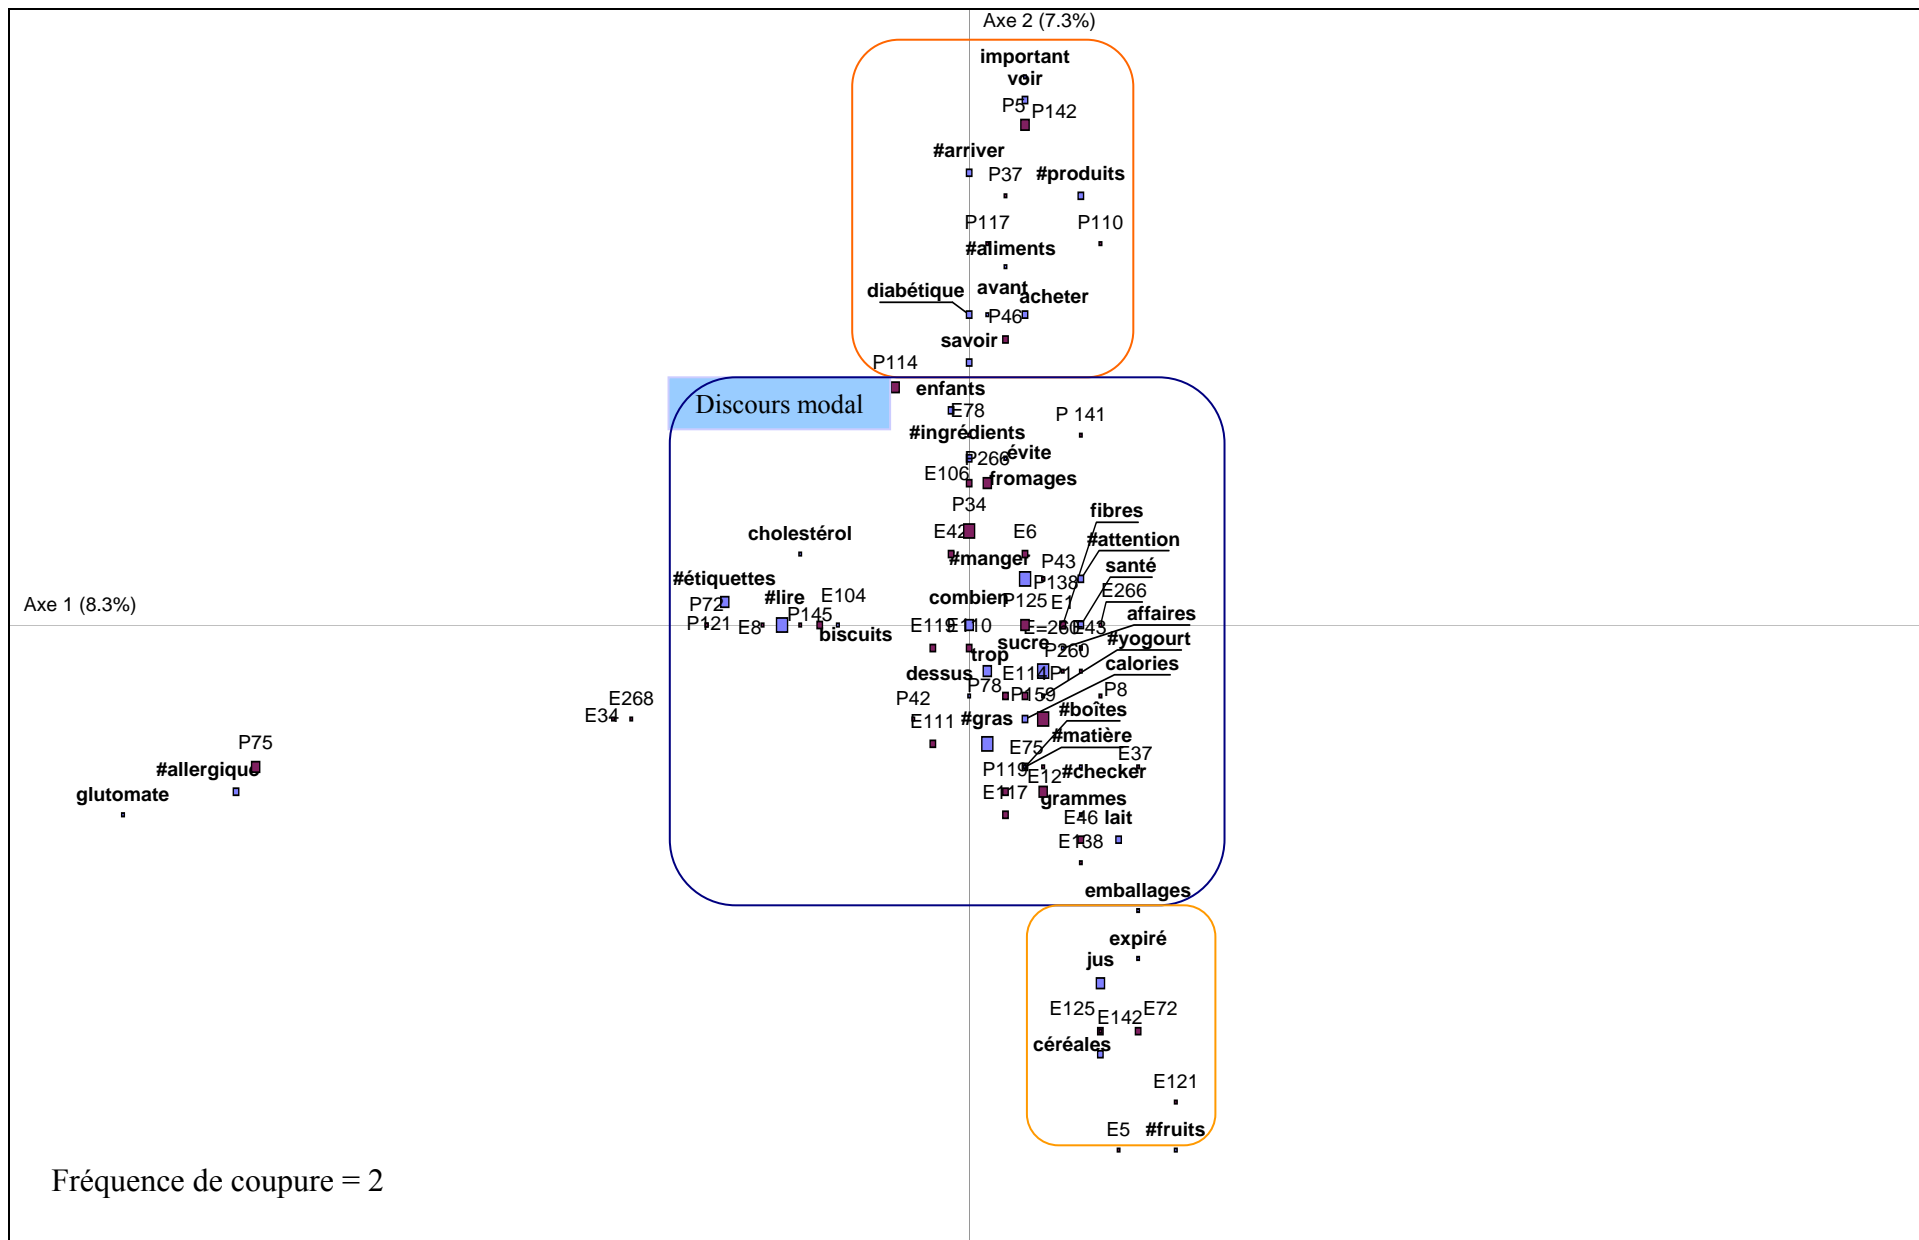 Axe 2 (7.3%)
important
voir
P5
P142
#arriver
P37
#produits
P117
P110
#aliments
avant
diabétique
acheter
P46
savoir
P114
enfants
Discours modal
E78
P 141
#ingrédients
évite
P266
E106
fromages
P34
fibres
cholestérol
E42
E6
#attention
#manger
P43
santé
#étiquettes
P138
E266
#lire
E104
combien
P125
E1
Axe 1 (8.3%)
P72
P145
affaires
P121
E8
biscuits
E119
E110
E=260
E43
sucre
#yogourt
trop
P260
calories
dessus
E114
P1
P78
P159
P8
E268
P42
E34
E111
#gras
#boîtes
#matière
P75
E75
E37
#allergique
P119
E12
#checker
glutomate
E117
grammes
E46
lait
E138
emballages
expiré
jus
E125
E142
E72
céréales
E121
E5
#fruits
Fréquence de coupure = 2